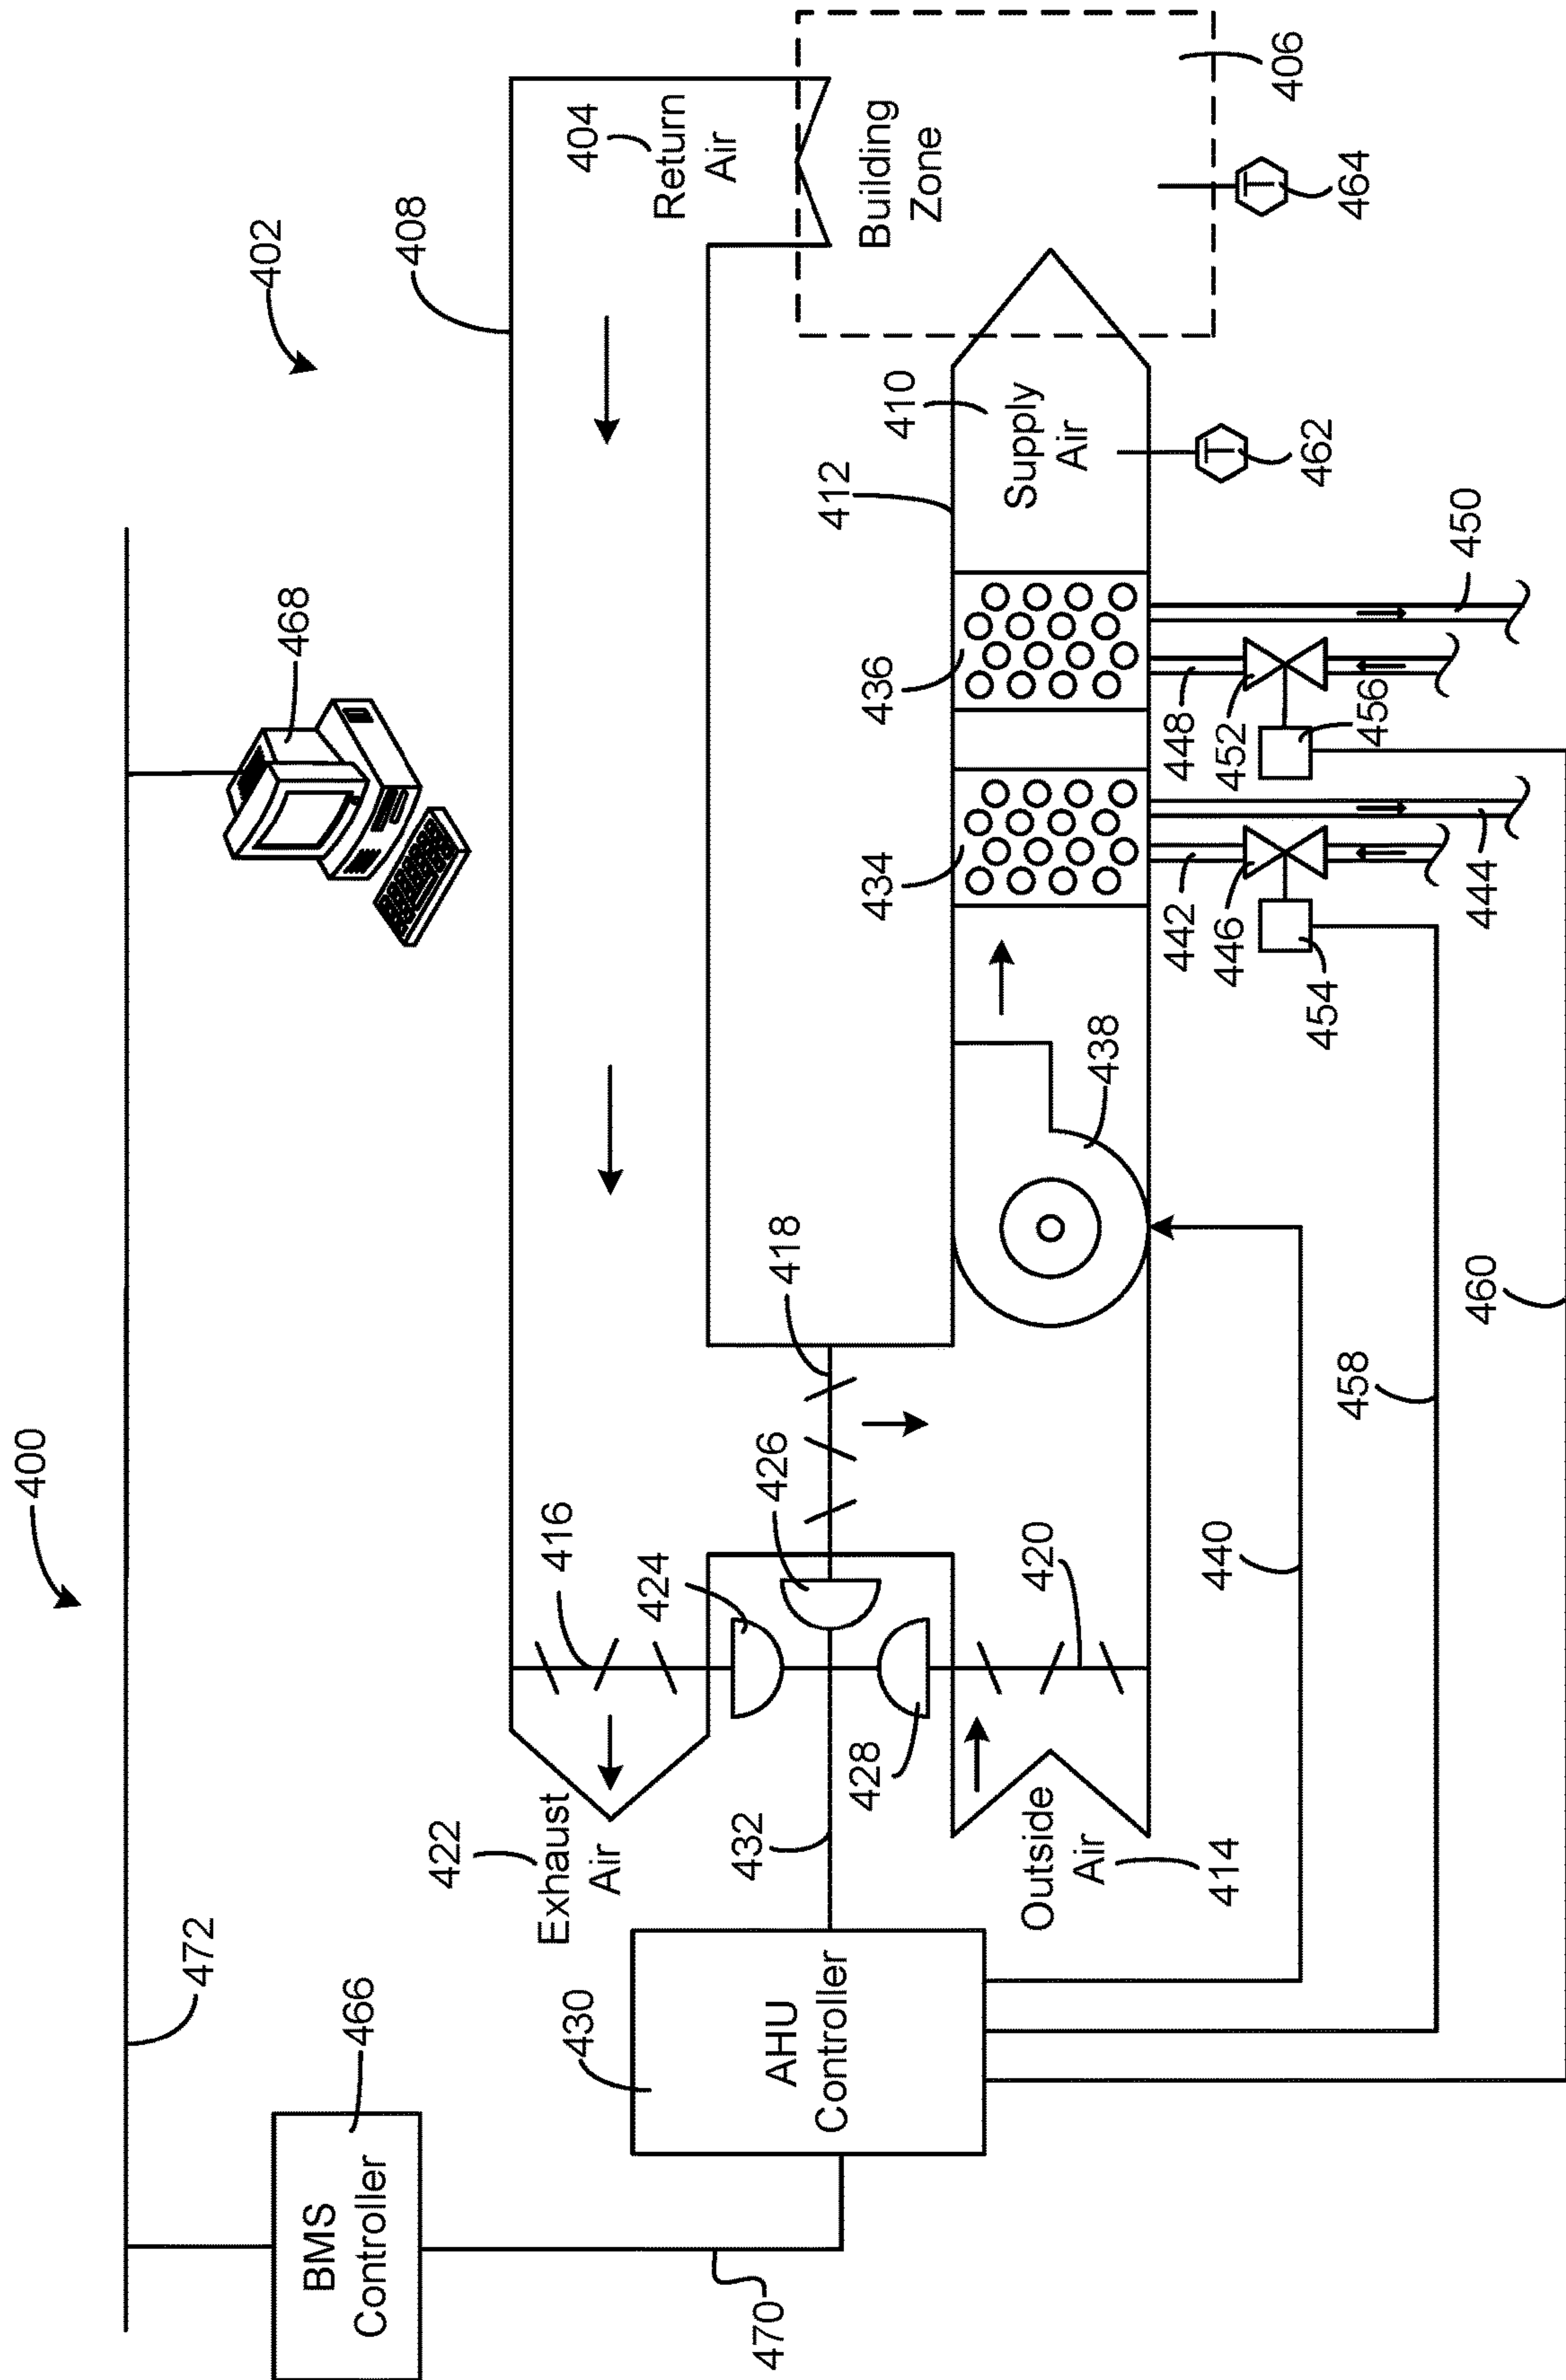 400
402
472
466
BMS
Controller
470
468
408
404
Return
Air
Building
Zone
406
464
422
Exhaust
Air
416
424
426
418
432
428
430
AHU
Controller
Outside
Air
414
420
438
412
410
Supply
Air
434
436
T
462
T
442
446
454
444
448
452
456
450
440
458
460